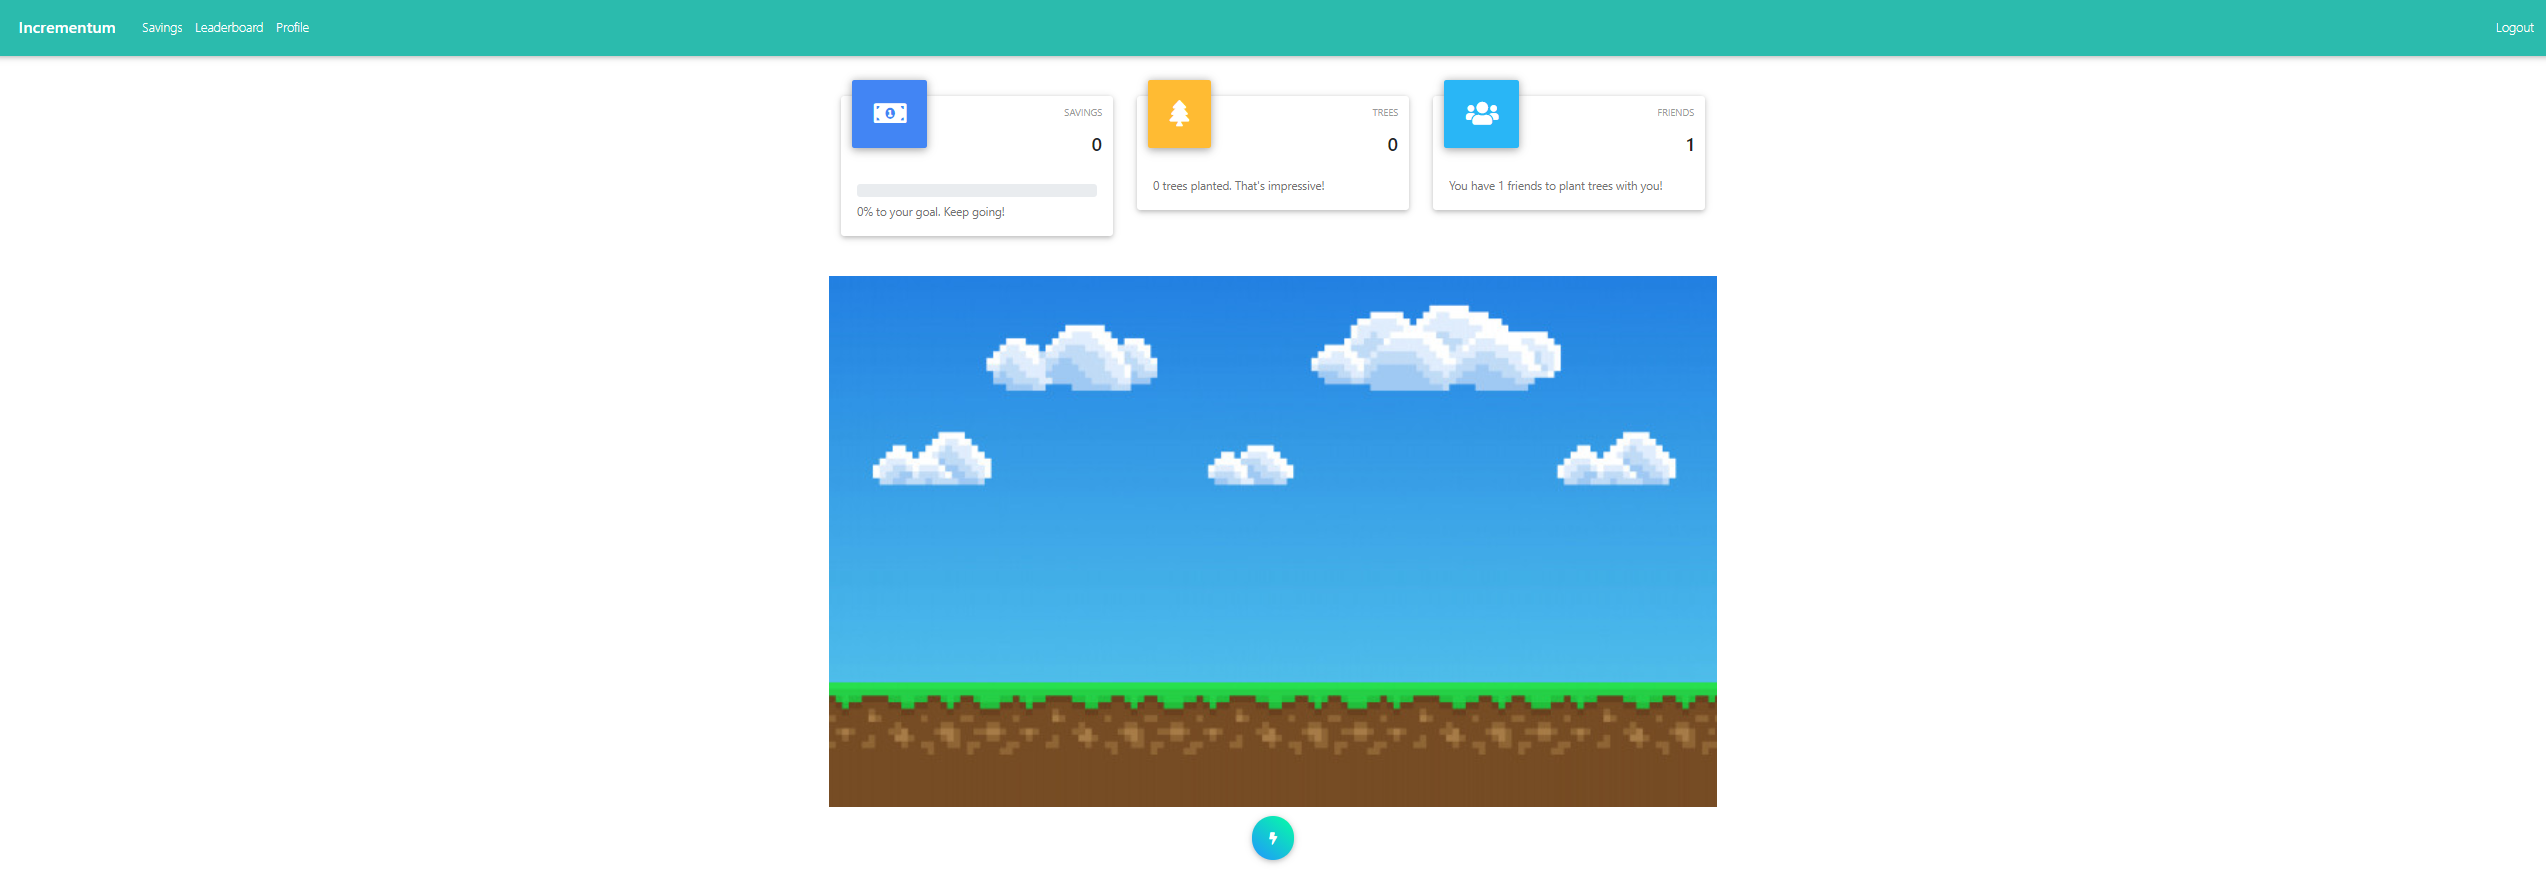 Incrementum Savings Leaderboard Profile Logout
SAVINGS
0
0% to your goal. Keep going!
TREES
0
0 trees planted. That's impressive!
FRIENDS
1
You have 1 friends to plant trees with you!